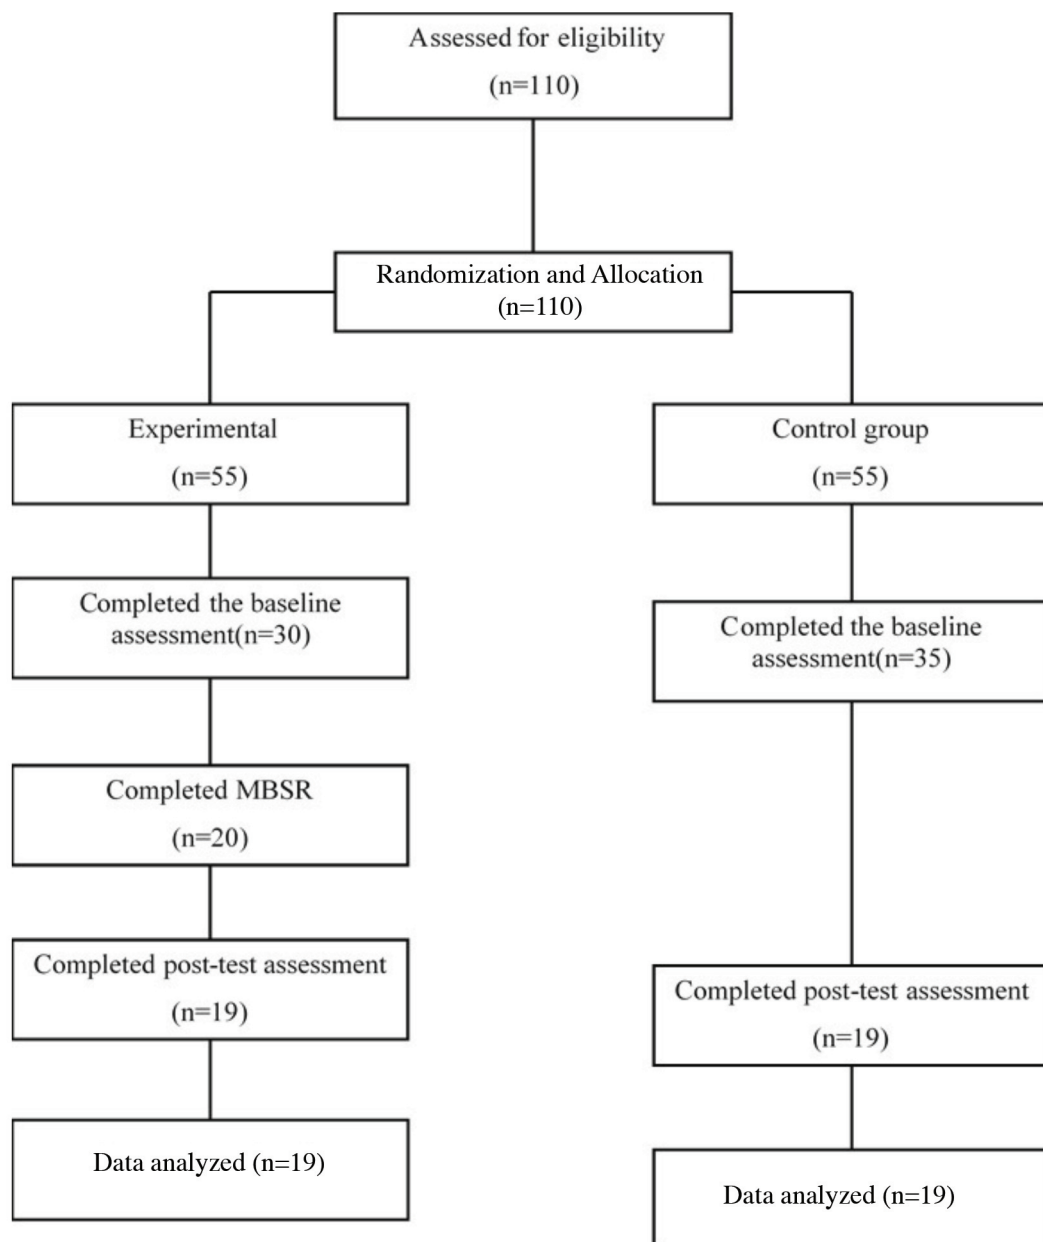 Assessed for eligibility
(n=110)
Randomization and Allocation
(n=110)
Experimental
(n=55)
Control group
(n=55)
Completed the baseline
assessment(n=30)
Completed the baseline
assessment(n=35)
Completed MBSR
(n=20)
Completed post-test assessment
(n=19)
Completed post-test assessment
(n=19)
Data analyzed (n=19)
Data analyzed (n=19)